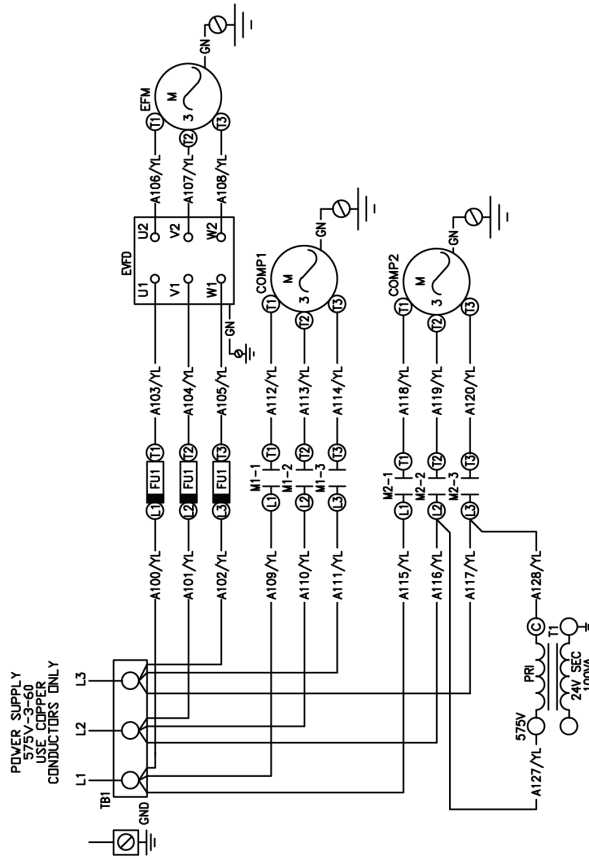 POWER SUPPLY
575V-3-60
USE COPPER
CONDUCTORS ONLY
L1
L2
L3
TB1
GND
A100/YL
L1
FU1
T1
A103/YL
A101/YL
L2
FU1
T2
A104/YL
A102/YL
L3
FU1
T3
A105/YL
EVFD
U1
U2
V1
V2
W1
W2
GN
A106/YL
A107/YL
A108/YL
EFM
T1
T2
T3
M
3
GN
A109/YL
L1
M1-1
T1
A112/YL
A110/YL
L2
M1-2
T2
A113/YL
A111/YL
L3
M1-3
T3
A114/YL
COMP1
T1
T2
T3
M
3
GN
A115/YL
L1
M2-1
T1
A118/YL
A116/YL
L2
M2-2
T2
A119/YL
A117/YL
L3
M2-3
T3
A120/YL
COMP2
T1
T2
T3
M
3
GN
A127/YL
575V
PRI
C
A128/YL
T1
24V SEC
100VA